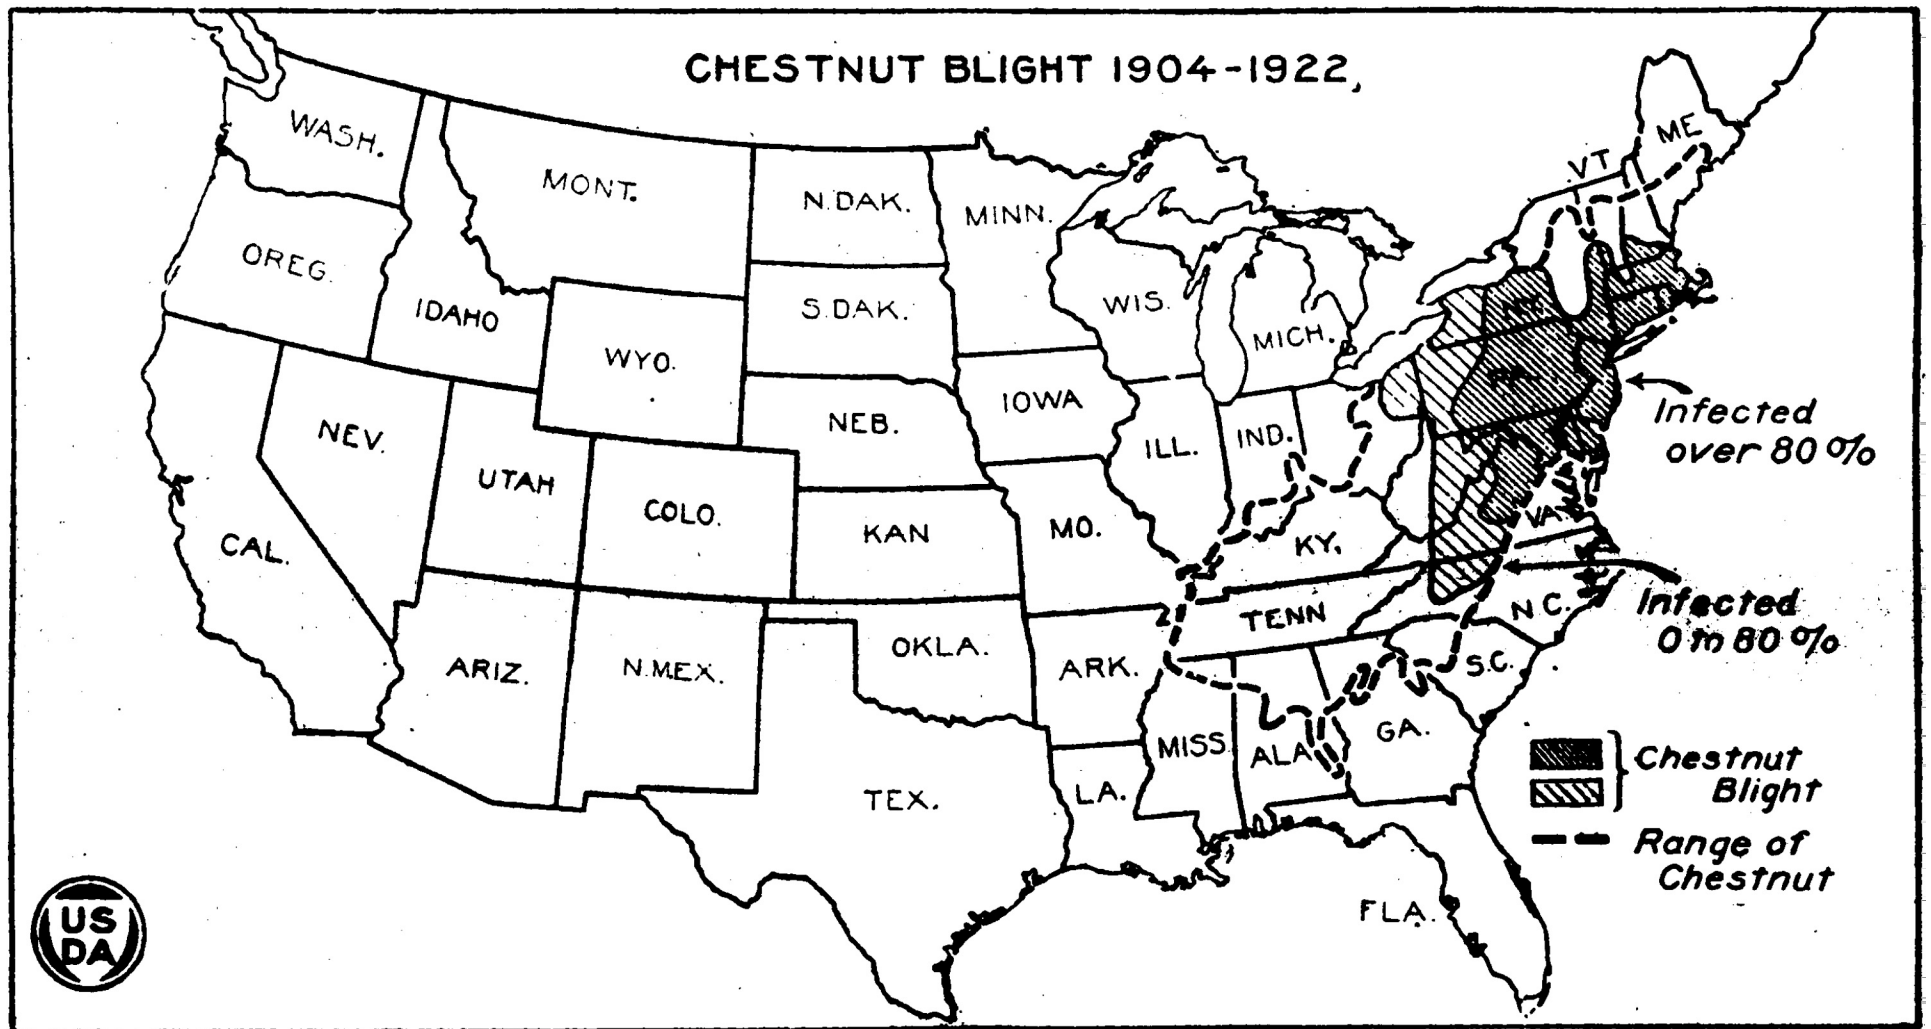 CHESTNUT BLIGHT 1904-1922,
WASH.
MONT.
N.DAK.
MINN.
VT
ME
OREG.
IDAHO
S.DAK.
WIS.
MICH.
WYO.
IOWA
NEV.
NEB.
ILL.
IND.
Infected
over 80%
UTAH
COLO.
KAN
MO.
KY.
VA.
CAL.
TENN
N C.
Infected
0 to 80%
ARIZ.
N.MEX.
OKLA.
ARK.
S.C.
MISS.
ALA
GA.
Chestnut
Blight
TEX.
LA.
Range of
Chestnut
FLA.
US
DA